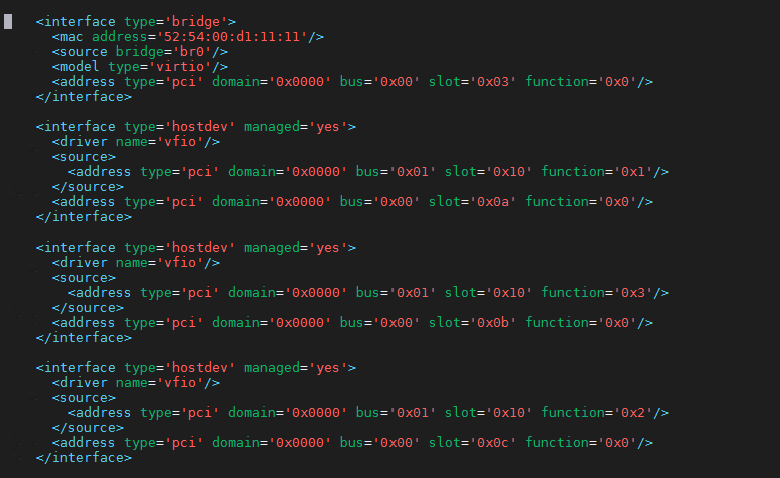 <interface type='bridge'>
<mac address='52:54:00:d1:11:11'/>
<source bridge='br0'/>
<model type='virtio'/>
<address type='pci' domain='0x0000' bus='0x00' slot='0x03' function='0x0'/>
</interface>
<interface type='hostdev' managed='yes'>
<driver name='vfio'/>
<source>
<address type='pci' domain='0x0000' bus="0x01' slot='0x10' function='0x1'/>
</source>
<address type='pci' domain='0x0000' bus='0x00' slot='0x0a' function='0x0'/>
</interface>
<interface type='hostdev' managed='yes'>
<driver name='vfio'/>
<source>
<address type='pci' domain='0x0000' bus="0x01' slot='0x10' function='0x3'/>
</source>
<address type='pci' domain='0x0000' bus='0x00' slot='0x0b' function='0x0'/>
</interface>
<interface type='hostdev' managed='yes'>
<driver name='vfio'/>
<source>
<address type='pci' domain='0x0000' bus="0x01' slot='0x10' function='0x2'/>
</source>
<address type='pci' domain='0x0000' bus='0x00' slot='0x0c' function='0x0'/>
</interface>